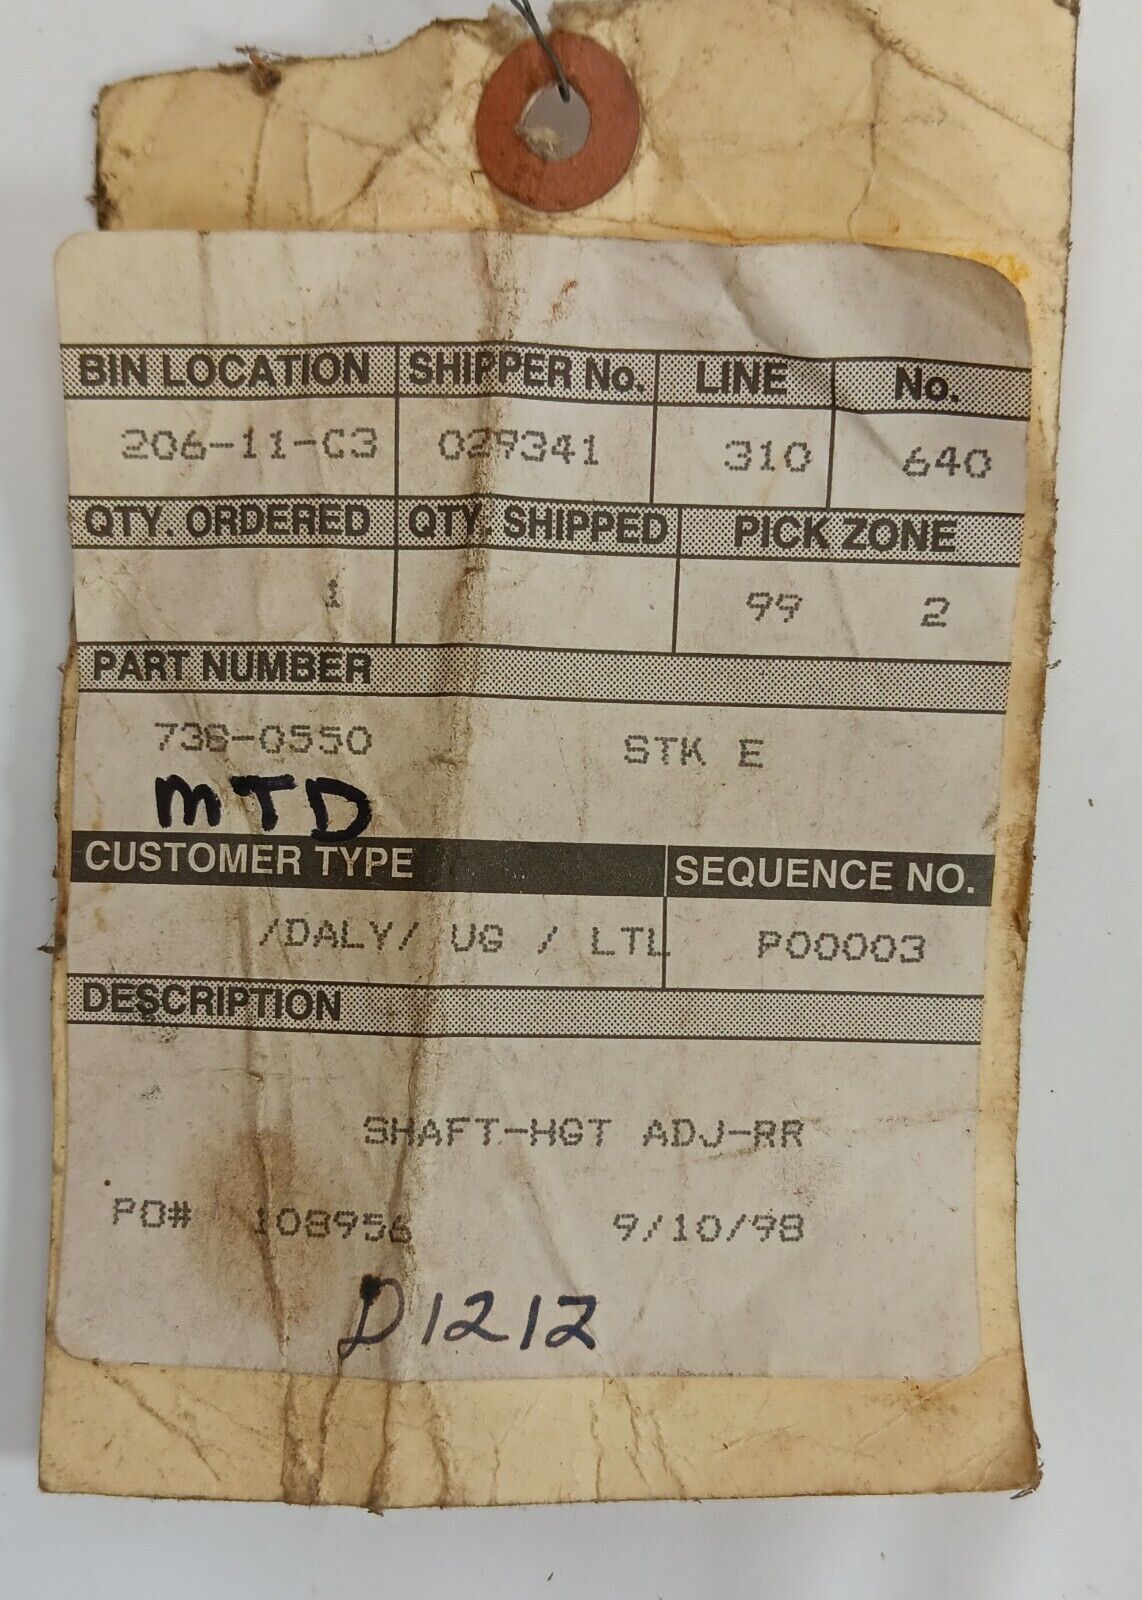 BIN LOCATION SHIPPER No. LINE No.
206-11-C3 029341 310 640
QTY. ORDERED QTY. SHIPPED PICK ZONE
1 99 2
PART NUMBER
738-0550 STK E
MTD
CUSTOMER TYPE SEQUENCE NO.
/DALY/ UG / LTL P00003
DESCRIPTION
SHAFT-HGT ADJ-RR
PO# 108956 9/10/98
D1212